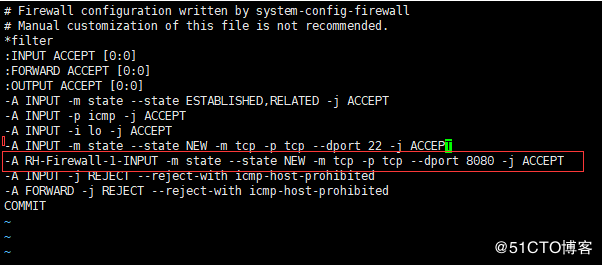 # Firewall configuration written by system-config-firewall
# Manual customization of this file is not recommended.
*filter
:INPUT ACCEPT [0:0]
:FORWARD ACCEPT [0:0]
:OUTPUT ACCEPT [0:0]
-A INPUT -m state --state ESTABLISHED,RELATED -j ACCEPT
-A INPUT -p icmp -j ACCEPT
-A INPUT -i lo -j ACCEPT
-A INPUT -m state --state NEW -m tcp -p tcp --dport 22 -j ACCEPT
-A RH-Firewall-1-INPUT -m state --state NEW -m tcp -p tcp --dport 8080 -j ACCEPT
-A INPUT -j REJECT --reject-with icmp-host-prohibited
-A FORWARD -j REJECT --reject-with icmp-host-prohibited
COMMIT
~
~
~
@51CTO博客